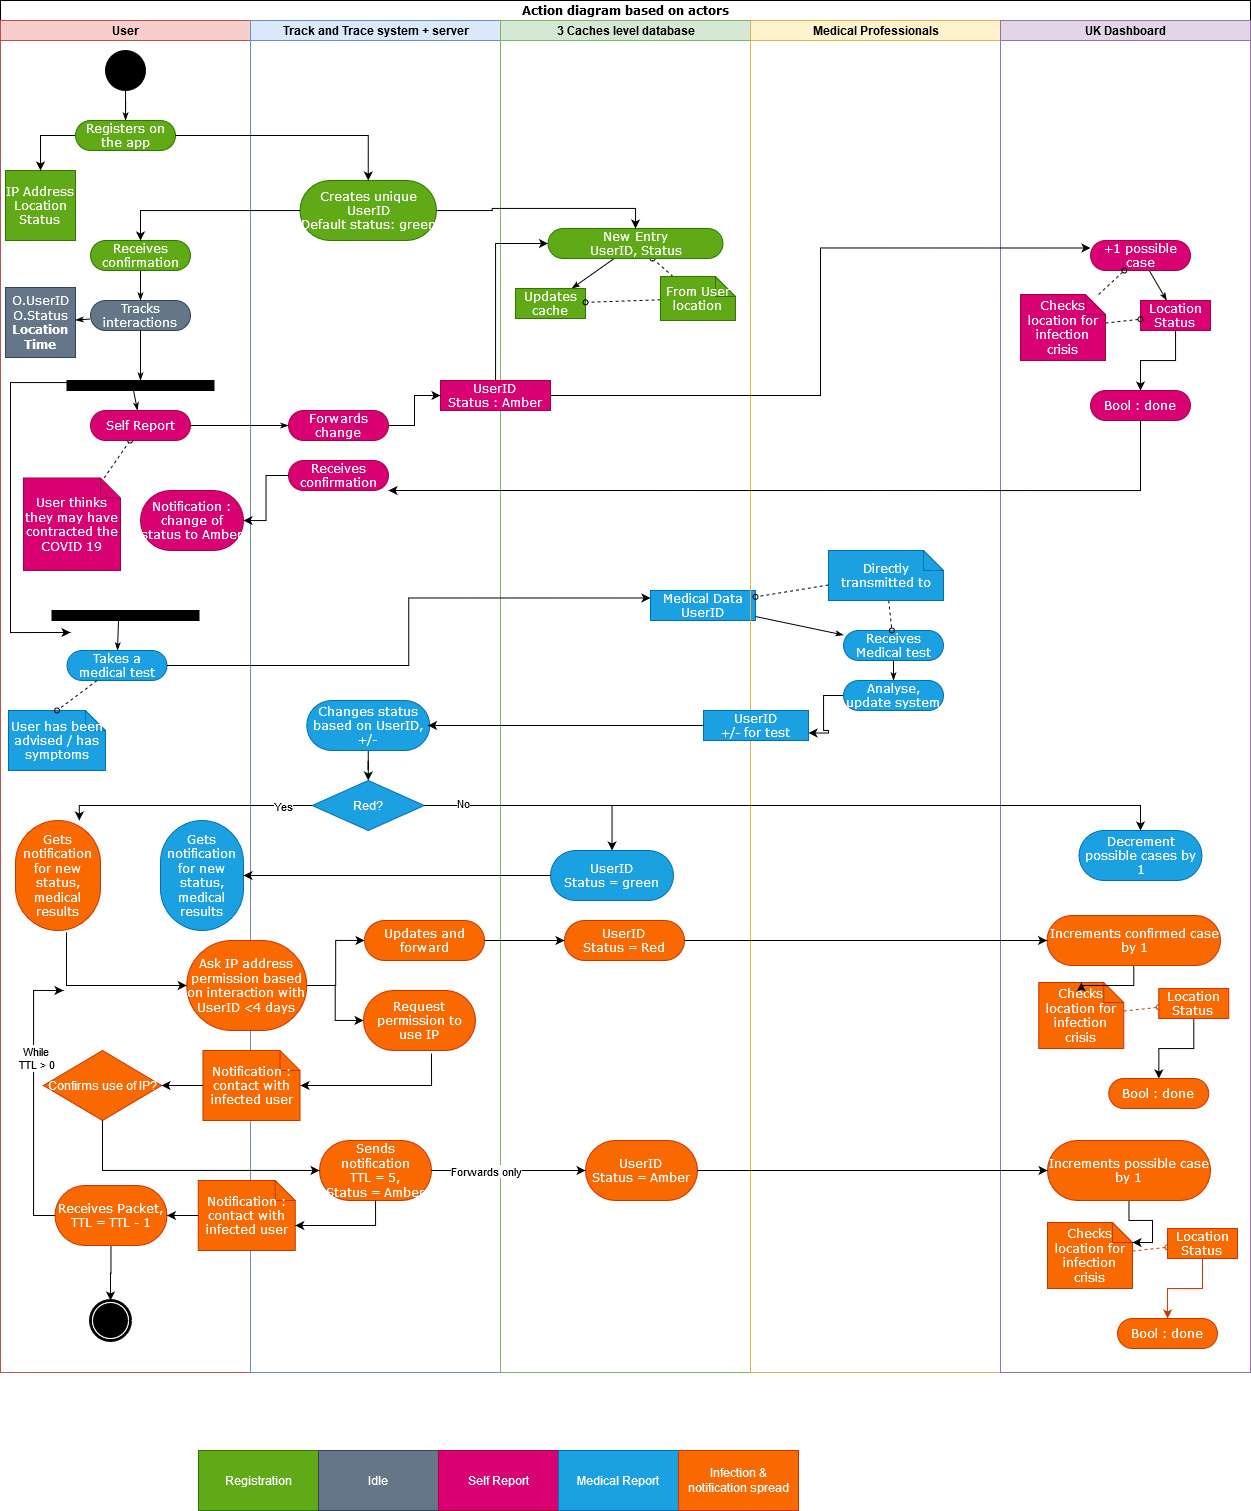 Action diagram based on actors
User
Track and Trace system + server
3 Caches level database
Medical Professionals
UK Dashboard
Registers on
the app
IP Address
Location
Status
Creates unique
UserID
Default status: green
New Entry
UserID, Status
Receives
confirmation
+1 possible
case
Updates
cache
From User
location
O.UserID
O.Status
Location
Time
Tracks
interactions
Checks
location for
infection
crisis
Location
Status
UserID
Status : Amber
Bool : done
Self Report
Forwards
change
Receives
confirmation
User thinks
they may have
contracted the
COVID 19
Notification :
change of
status to Amber
Directly
transmitted to
Medical Data
UserID
Receives
Medical test
Takes a
medical test
Analyse,
update system
User has been
advised / has
symptoms
Changes status
based on UserID,
+/-
UserID
+/- for test
Red?
Yes
No
Gets
notification
for new
status,
medical
results
Gets
notification
for new
status,
medical
results
UserID
Status = green
Decrement
possible cases by
1
Updates and
forward
UserID
Status = Red
Increments confirmed case
by 1
Ask IP address
permission based
on interaction with
UserID <4 days
Request
permission to
use IP
Checks
location for
infection
crisis
Location
Status
While
TTL > 0
Confirms use of IP?
Notification :
contact with
infected user
Bool : done
Sends
notification
TTL = 5,
Status = Amber
Forwards only
UserID
Status = Amber
Increments possible case
by 1
Receives Packet,
TTL = TTL - 1
Notification :
contact with
infected user
Checks
location for
infection
crisis
Location
Status
Bool : done
Registration
Idle
Self Report
Medical Report
Infection &
notification spread